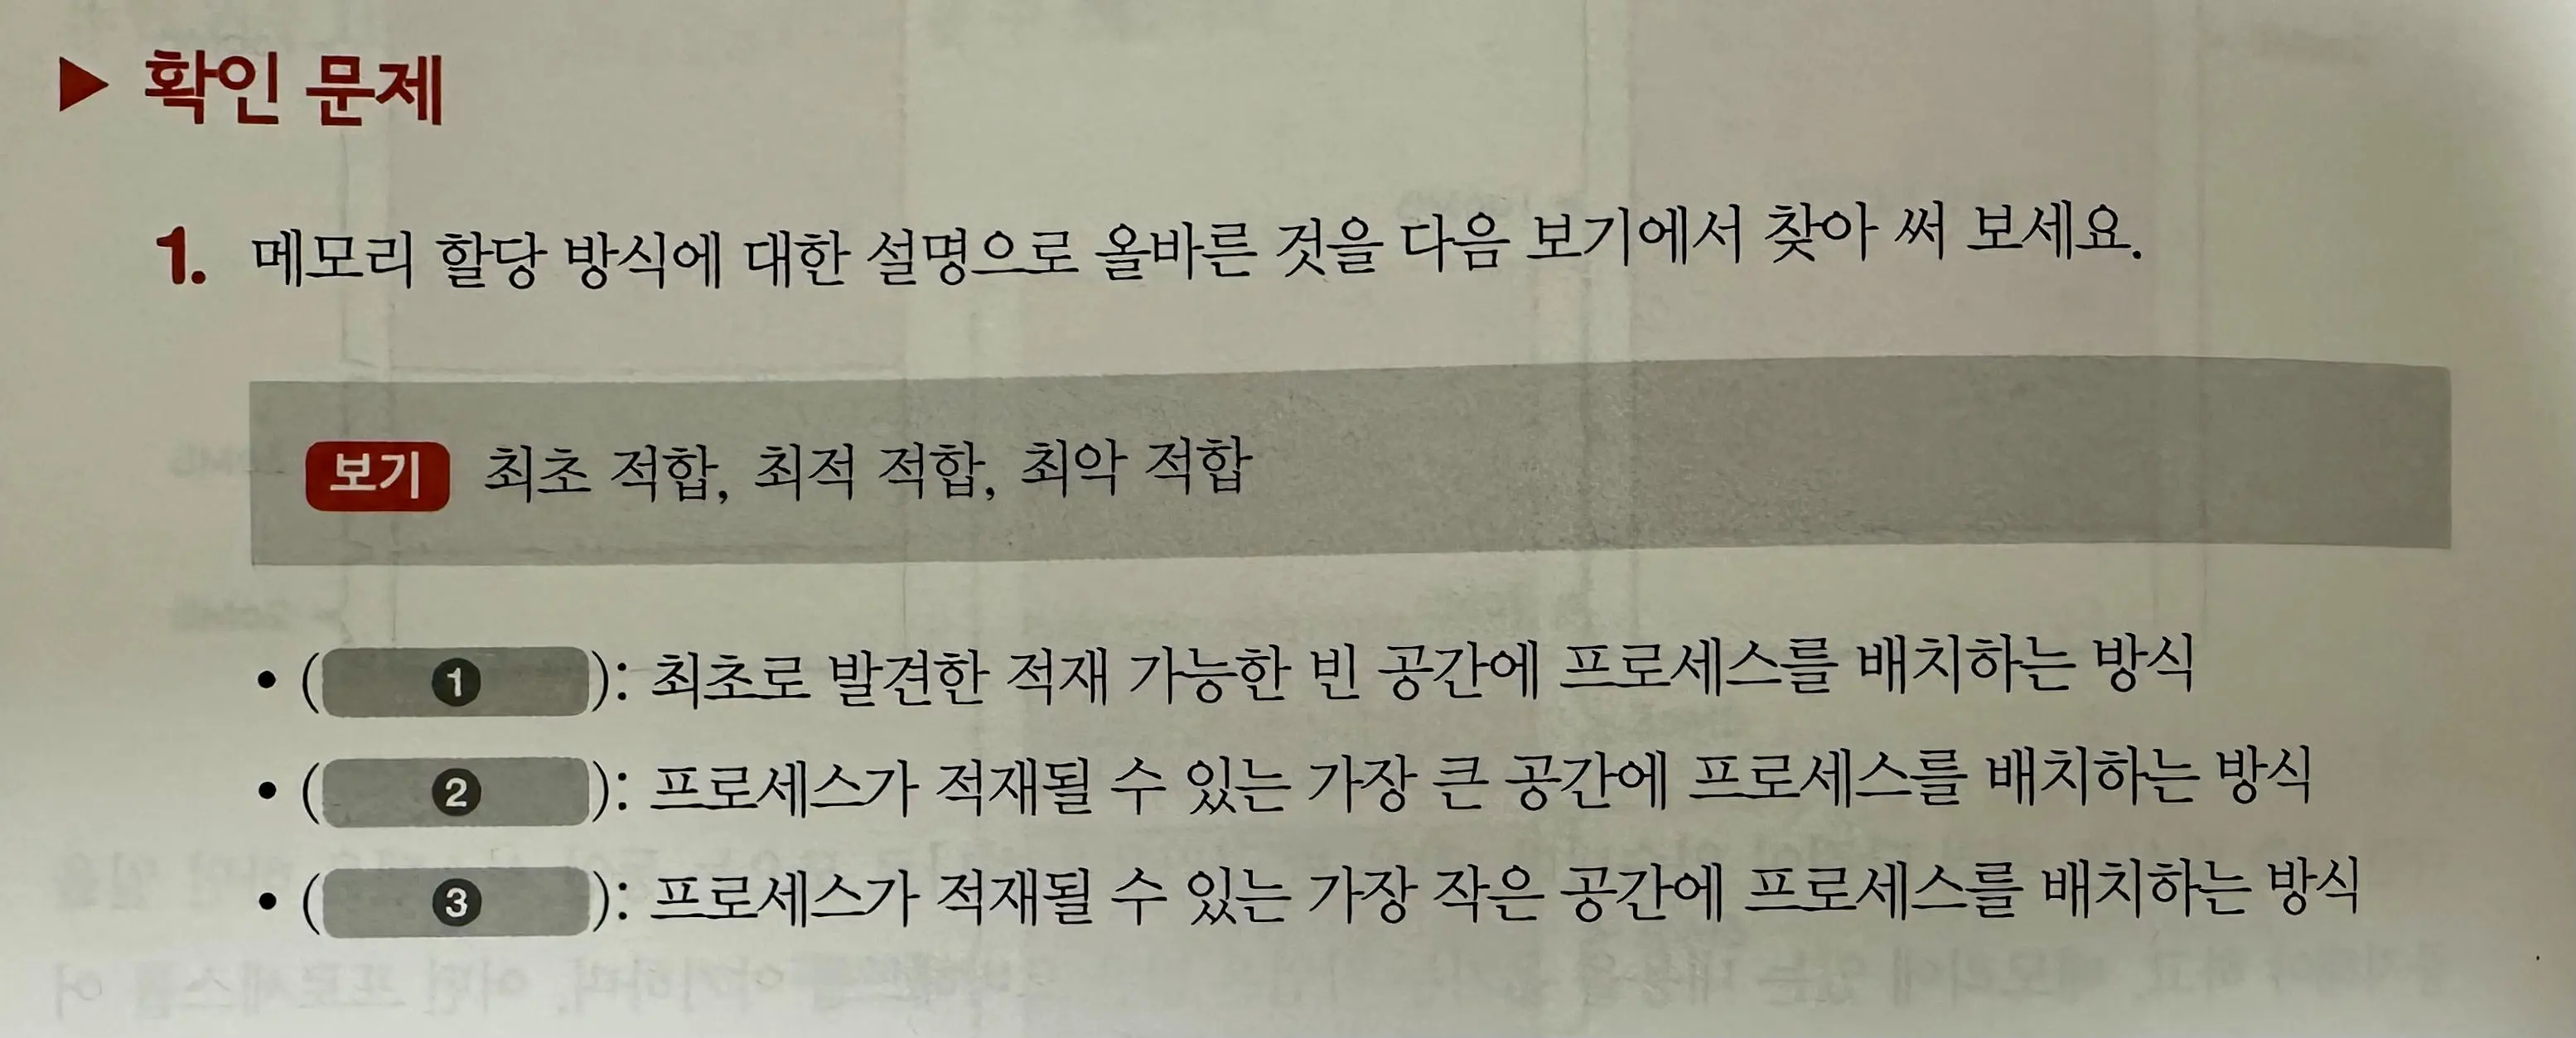 ▶ 확인 문제
1. 메모리 할당 방식에 대한 설명으로 올바른 것을 다음 보기에서 찾아 써 보세요.
보기 최초 적합, 최적 적합, 최악 적합
• ( ❶ ): 최초로 발견한 적재 가능한 빈 공간에 프로세스를 배치하는 방식
• ( ❷ ): 프로세스가 적재될 수 있는 가장 큰 공간에 프로세스를 배치하는 방식
• ( ❸ ): 프로세스가 적재될 수 있는 가장 작은 공간에 프로세스를 배치하는 방식